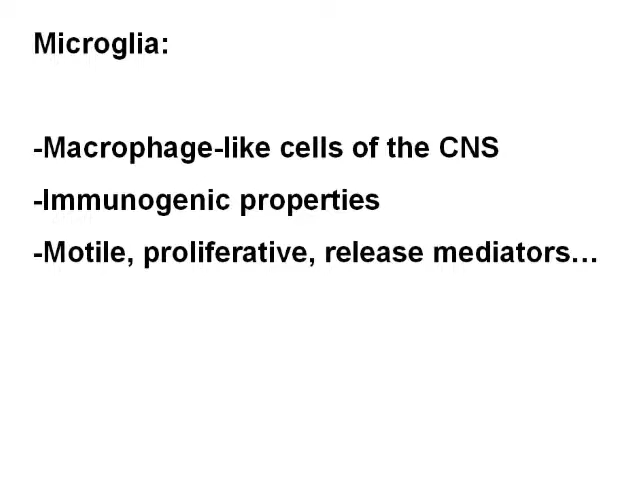 Microglia:
-Macrophage-like cells of the CNS
-Immunogenic properties
-Motile, proliferative, release mediators…